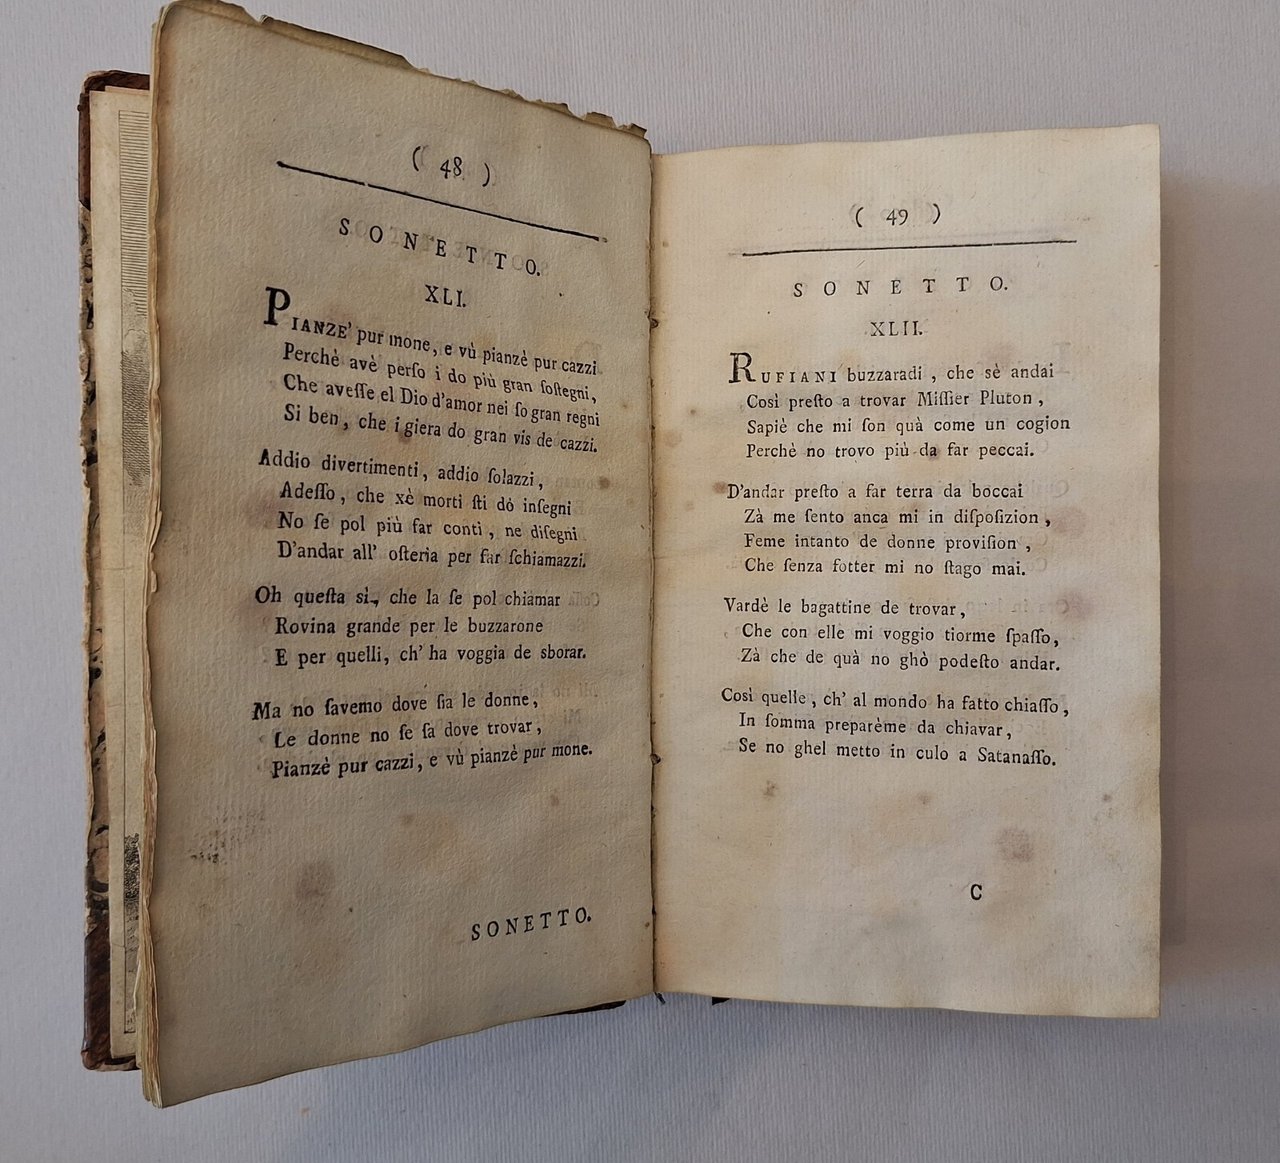 ( 48 )
SONETTO.
XLI.
PIANZE' pur mone, e vù pianzè pur cazzi
Perchè avè perſo i do più gran ſoſtegni,
Che aveſſe el Dio d'amor nei ſo gran regni
Si ben, che i giera do gran vis de cazzi.
Addio divertimenti, addio ſolazzi,
Adeſſo, che xè morti ſti dò inſegni
No ſe pol più far conti, ne diſegni
D'andar all' oſteria per far ſchiamazzi.
Oh queſta sì, che la ſe pol chiamar
Rovina grande per le buzzarone
E per quelli, ch' ha voggia de sborar.
Ma no ſavemo dove ſia le donne,
Le donne no ſe ſa dove trovar,
Pianzè pur cazzi, e vù pianzè pur mone.
SONETTO.
( 49 )
SONETTO.
XLII.
RUFIANI buzzaradi, che sè andai
Così preſto a trovar Miſſier Pluton,
Sapiè che mi ſon quà come un cogion
Perchè no trovo più da far peccai.
D'andar preſto a far terra da boccai
Zà me ſento anca mi in diſpoſizion,
Feme intanto de donne proviſion,
Che ſenza fotter mi no ſtago mai.
Vardè le bagattine de trovar,
Che con elle mi voggio tiorme ſpaſſo,
Zà che de quà no ghò podeſto andar.
Così quelle, ch' al mondo ha fatto chiaſſo,
In ſomma preparème da chiavar,
Se no ghel metto in culo a Satanaſſo.
C